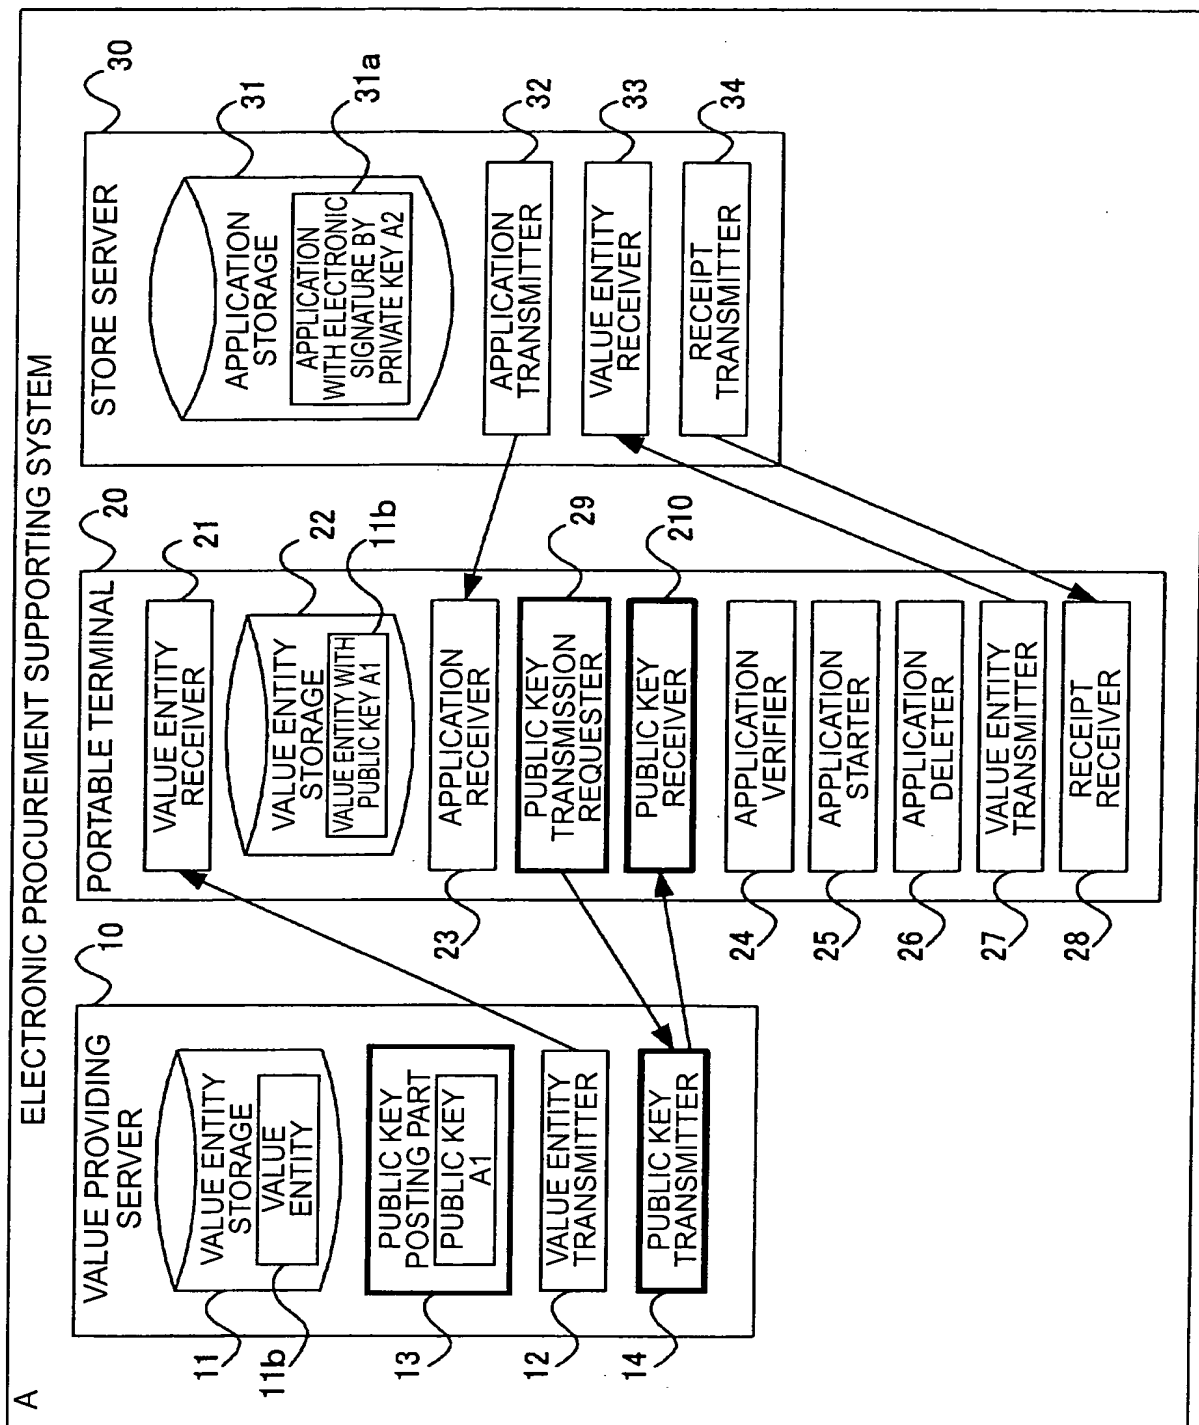 A
ELECTRONIC PROCUREMENT SUPPORTING SYSTEM
10
VALUE PROVIDING
SERVER
11
VALUE ENTITY
STORAGE
11b
VALUE
ENTITY
13
PUBLIC KEY
POSTING PART
PUBLIC KEY
A1
12
VALUE ENTITY
TRANSMITTER
14
PUBLIC KEY
TRANSMITTER
20
PORTABLE TERMINAL
21
VALUE ENTITY
RECEIVER
22
VALUE ENTITY
STORAGE
11b
VALUE ENTITY WITH
PUBLIC KEY A1
23
APPLICATION
RECEIVER
29
PUBLIC KEY
TRANSMISSION
REQUESTER
210
PUBLIC KEY
RECEIVER
24
APPLICATION
VERIFIER
25
APPLICATION
STARTER
26
APPLICATION
DELETER
27
VALUE ENTITY
TRANSMITTER
28
RECEIPT
RECEIVER
30
STORE SERVER
31
APPLICATION
STORAGE
31a
APPLICATION
WITH ELECTRONIC
SIGNATURE BY
PRIVATE KEY A2
32
APPLICATION
TRANSMITTER
33
VALUE ENTITY
RECEIVER
34
RECEIPT
TRANSMITTER